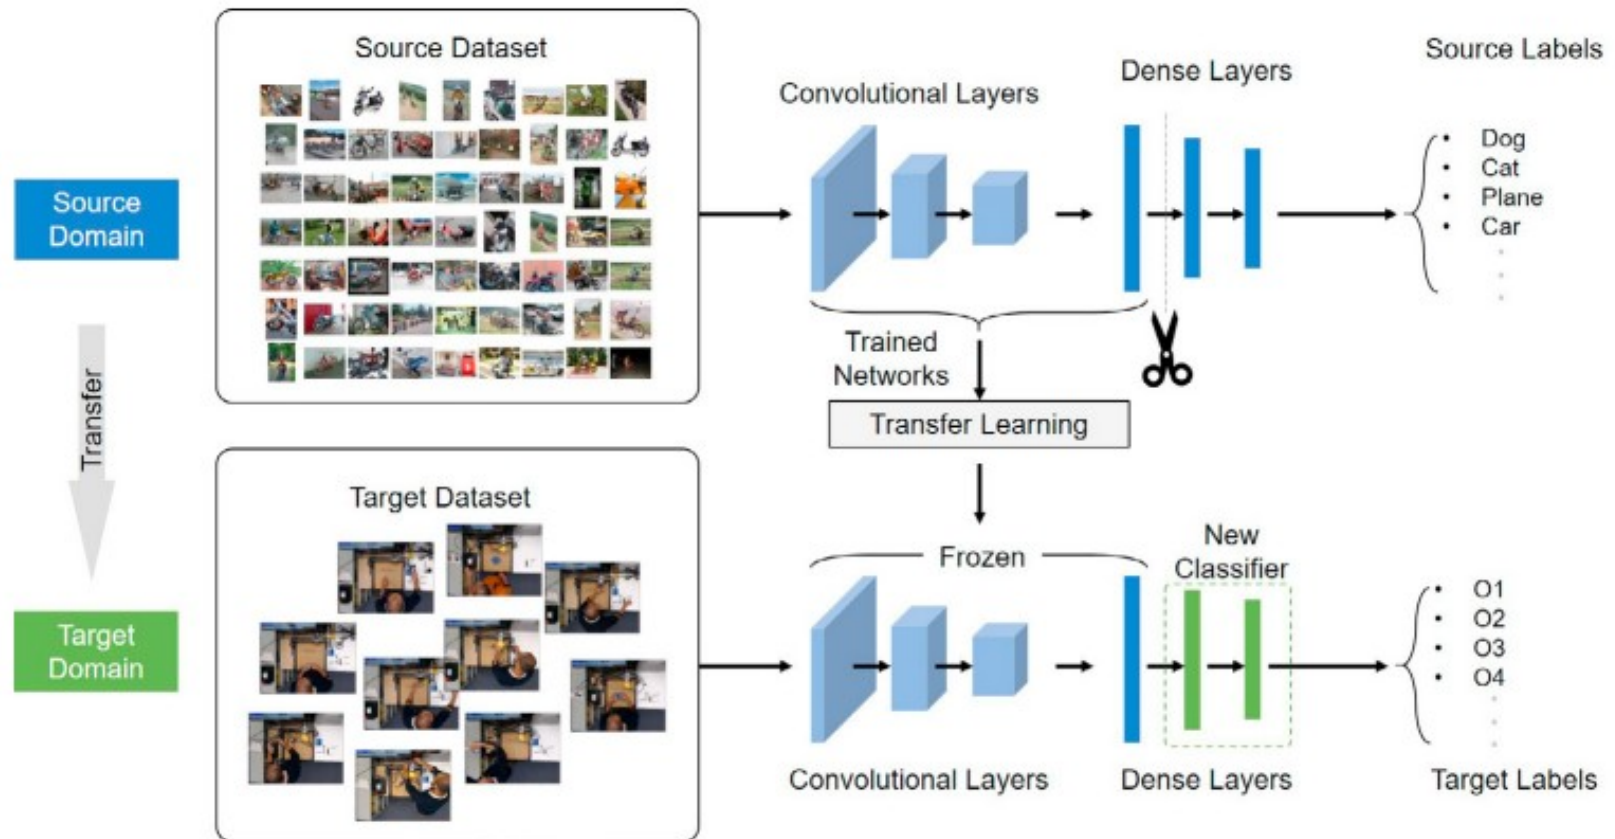 Source Dataset
Convolutional Layers
Dense Layers
Source Labels
• Dog
• Cat
• Plane
• Car
Source
Domain
Trained
Networks
Transfer Learning
Transfer
Target Dataset
Frozen
New
Classifier
• O1
• O2
• O3
• O4
Target
Domain
Convolutional Layers
Dense Layers
Target Labels